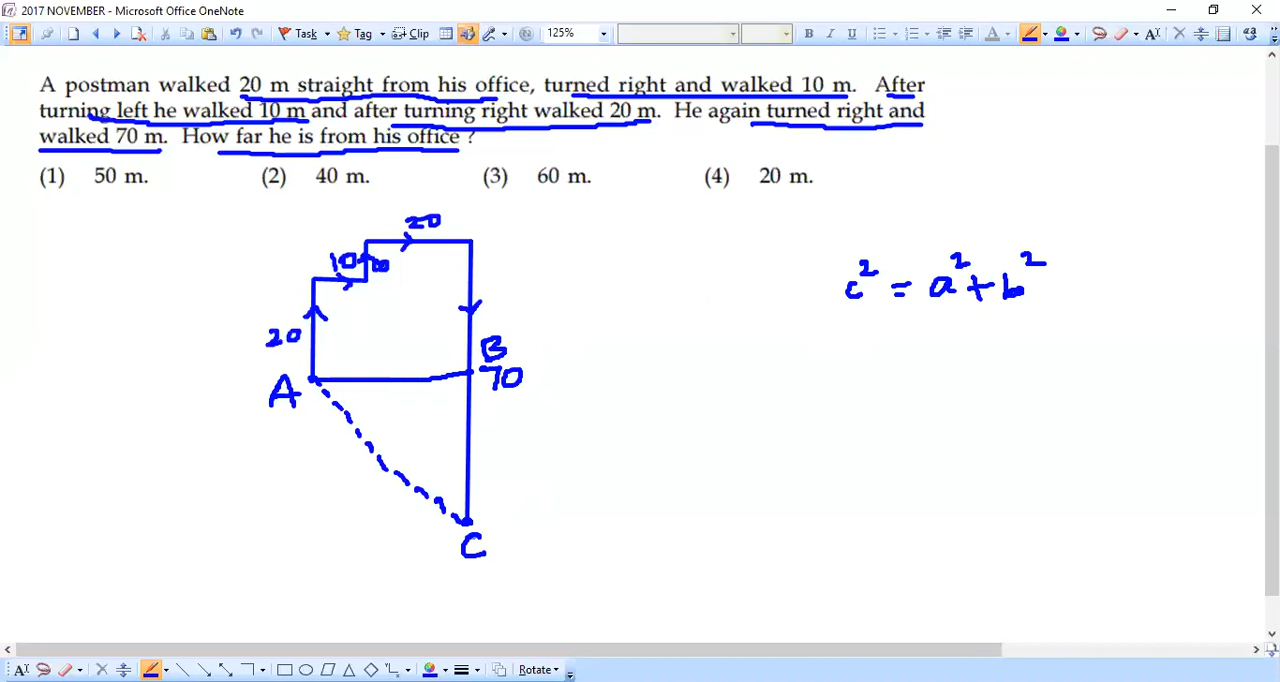 2017 NOVEMBER - Microsoft Office OneNote
Task Tag Clip 125% B I U
A postman walked 20 m straight from his office, turned right and walked 10 m. After
turning left he walked 10 m and after turning right walked 20 m. He again turned right and
walked 70 m. How far he is from his office ?
(1) 50 m. (2) 40 m. (3) 60 m. (4) 20 m.
20
10 10
c² = a² + b²
20
B
70
A
C
Rotate